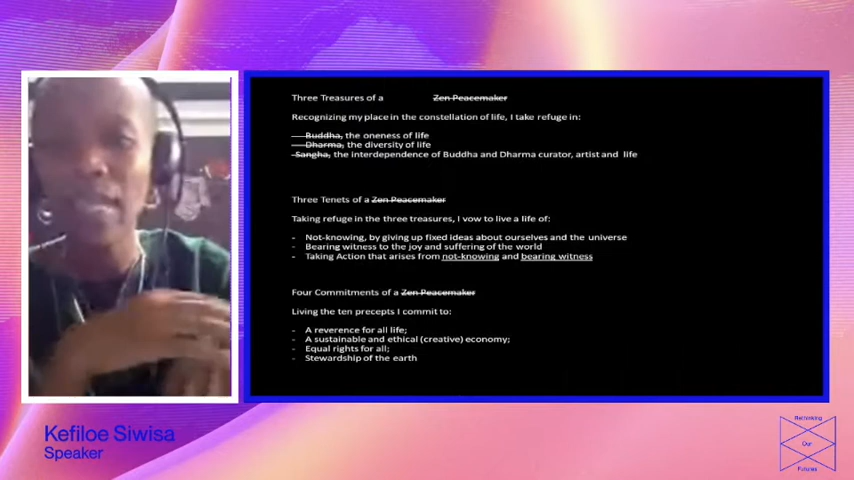 Three Treasures of a Zen Peacemaker
Recognizing my place in the constellation of life, I take refuge in:
Buddha, the oneness of life
Dharma, the diversity of life
Sangha, the interdependence of Buddha and Dharma curator, artist and life
Three Tenets of a Zen Peacemaker
Taking refuge in the three treasures, I vow to live a life of:
- Not-knowing, by giving up fixed ideas about ourselves and the universe
- Bearing witness to the joy and suffering of the world
- Taking Action that arises from not-knowing and bearing witness
Four Commitments of a Zen Peacemaker
Living the ten precepts I commit to:
- A reverence for all life;
- A sustainable and ethical (creative) economy;
- Equal rights for all;
- Stewardship of the earth
Kefiloe Siwisa
Speaker
Rethinking
Our
Futures